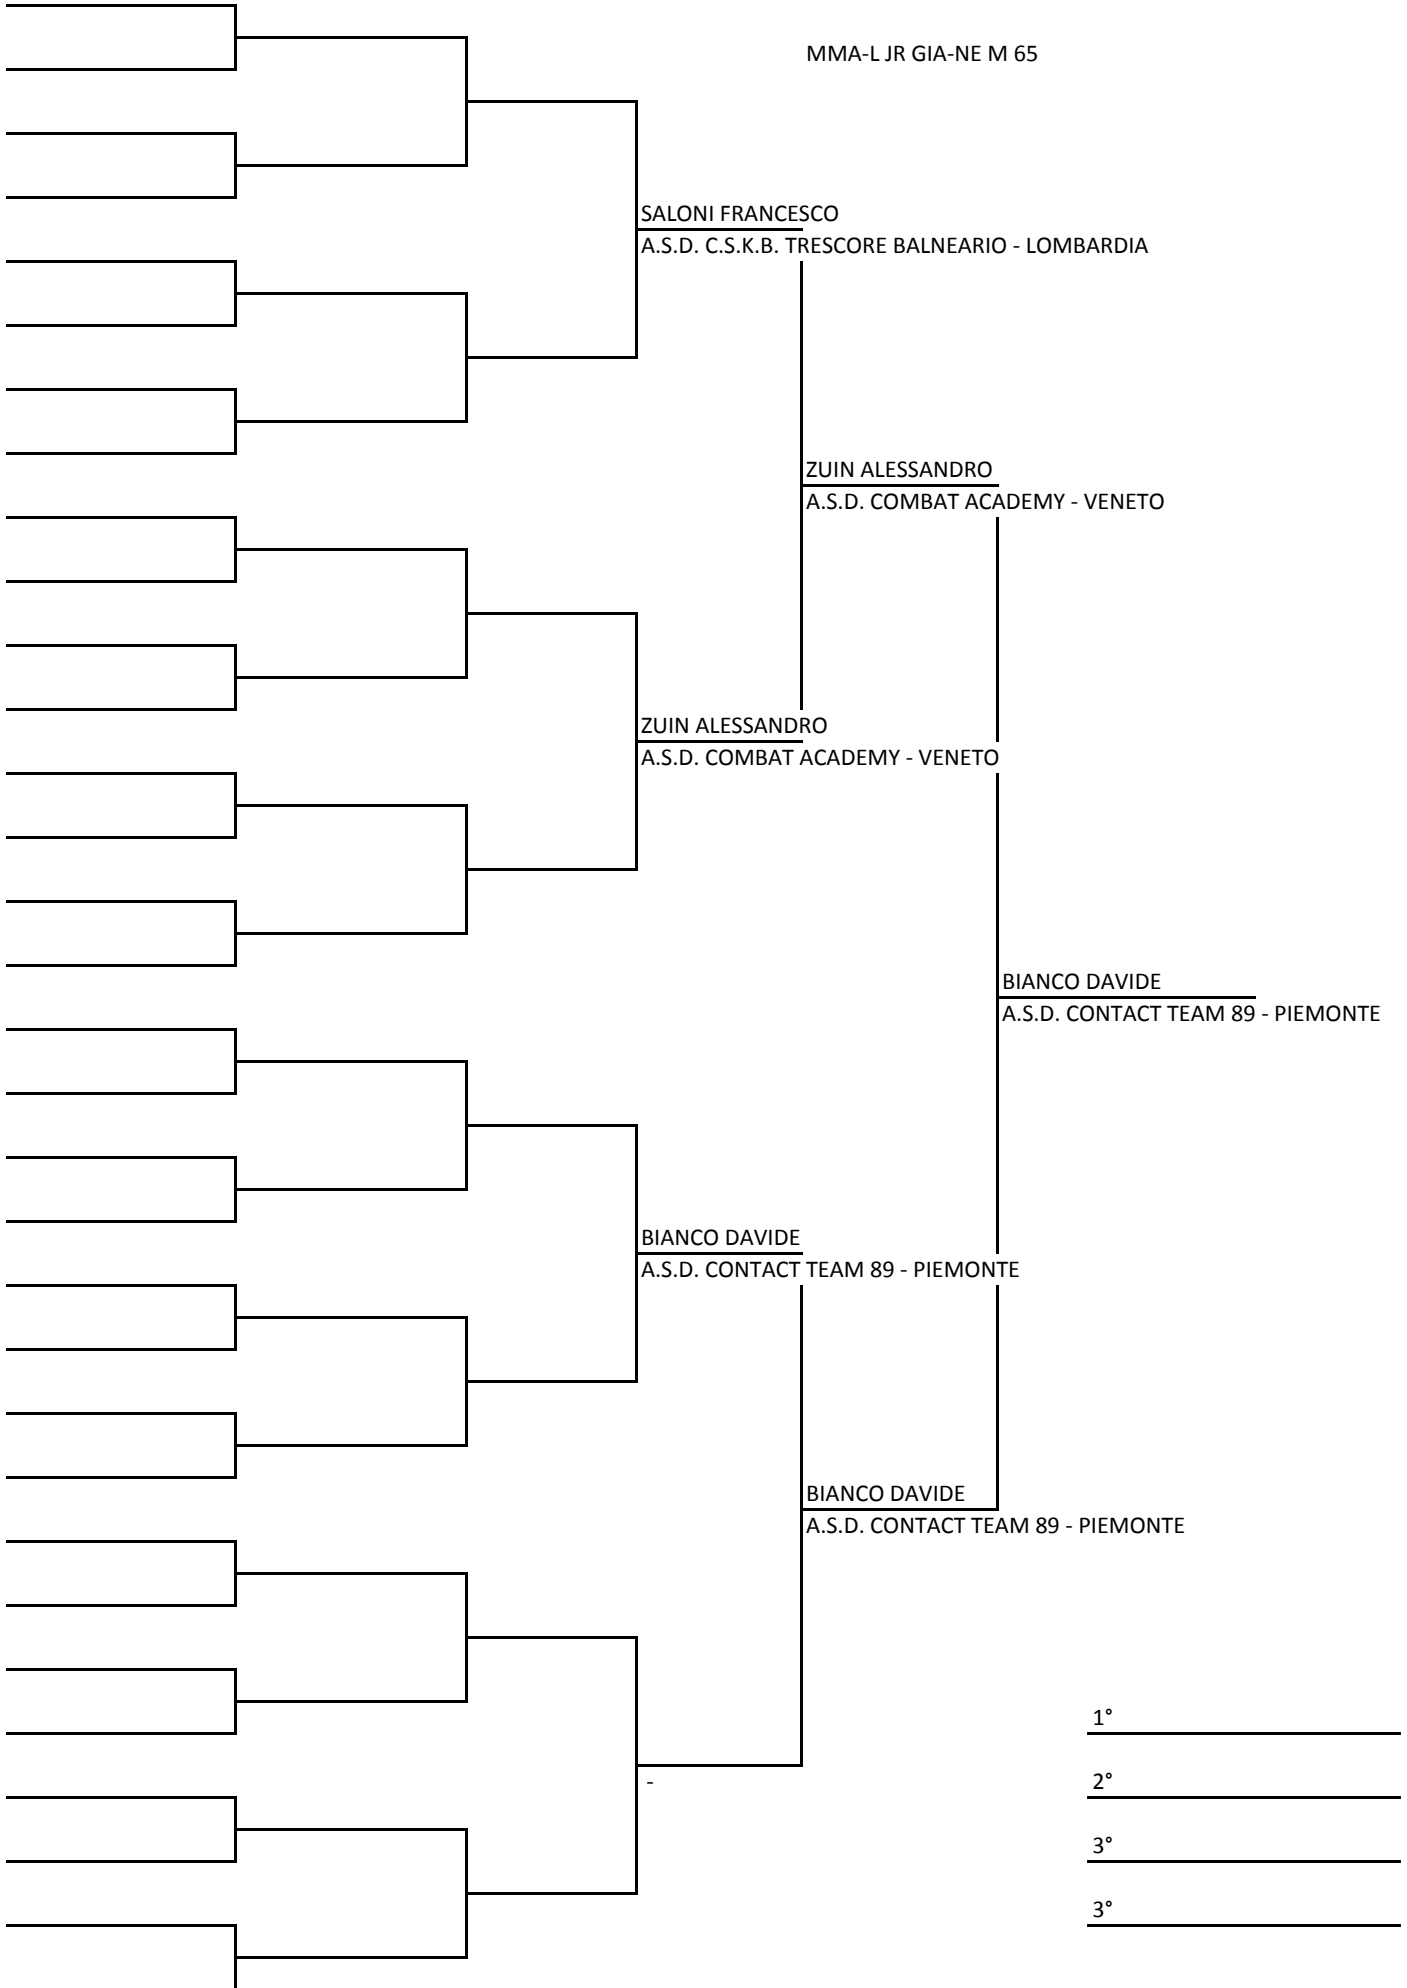 MMA-L JR GIA-NE M 65
SALONI FRANCESCO
A.S.D. C.S.K.B. TRESCORE BALNEARIO - LOMBARDIA
ZUIN ALESSANDRO
A.S.D. COMBAT ACADEMY - VENETO
ZUIN ALESSANDRO
A.S.D. COMBAT ACADEMY - VENETO
BIANCO DAVIDE
A.S.D. CONTACT TEAM 89 - PIEMONTE
BIANCO DAVIDE
A.S.D. CONTACT TEAM 89 - PIEMONTE
BIANCO DAVIDE
A.S.D. CONTACT TEAM 89 - PIEMONTE
1°
-
2°
3°
3°